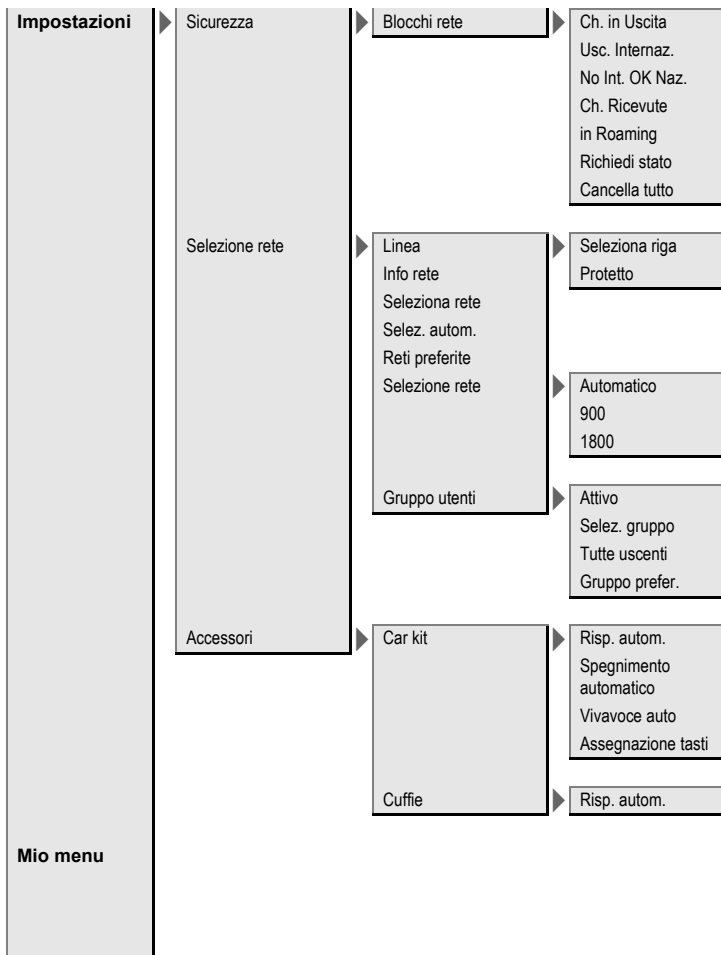 Impostazioni
Sicurezza
Blocchi rete
Ch. in Uscita
Usc. Internaz.
No Int. OK Naz.
Ch. Ricevute
in Roaming
Richiedi stato
Cancella tutto
Selezione rete
Linea
Seleziona riga
Protetto
Info rete
Seleziona rete
Selez. autom.
Reti preferite
Selezione rete
Automatico
900
1800
Gruppo utenti
Attivo
Selez. gruppo
Tutte uscenti
Gruppo prefer.
Accessori
Car kit
Risp. autom.
Spegnimento
automatico
Vivavoce auto
Assegnazione tasti
Cuffie
Risp. autom.
Mio menu